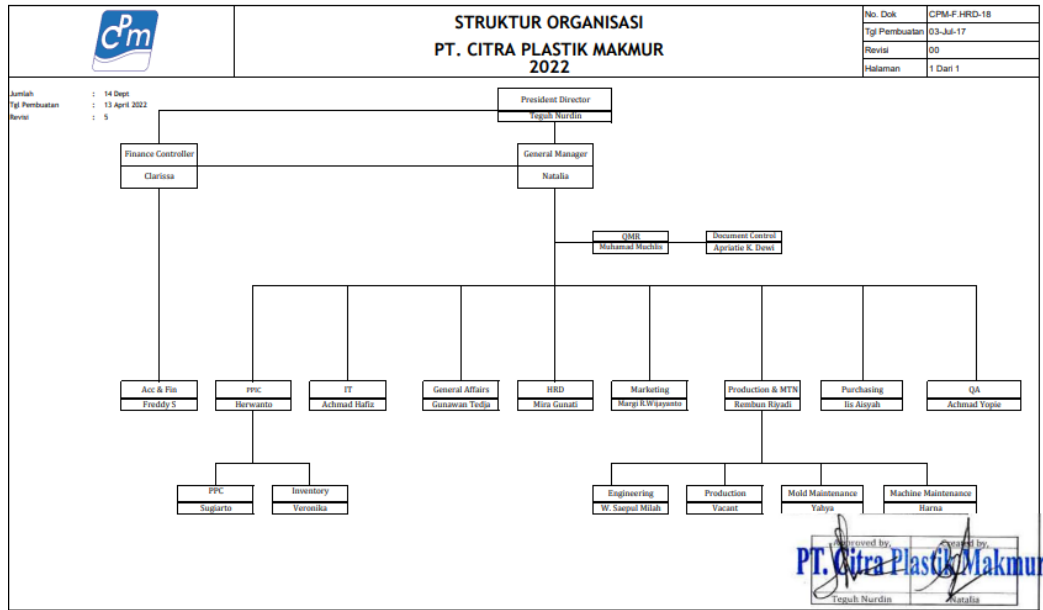 CPm
STRUKTUR ORGANISASI
PT. CITRA PLASTIK MAKMUR
2022
No. Dok CPM-F.HRD-18
Tgl Pembuatan 03-Jul-17
Revisi 00
Halaman 1 Dari 1
Jumlah : 14 Dept
Tgl Pembuatan : 13 April 2022
Revisi : 5
President Director
Teguh Nurdin
Finance Controller
Clarissa
General Manager
Natalia
QMR
Muhamad Muchlis
Document Control
Apriatie K. Dewi
Acc & Fin
Freddy S
PPIC
Herwanto
IT
Achmad Hafiz
General Affairs
Gunawan Tedja
HRD
Mira Gunati
Marketing
Margi R.Wijayanto
Production & MTN
Rembun Riyadi
Purchasing
Iis Aisyah
QA
Achmad Yopie
PPC
Sugiarto
Inventory
Veronika
Engineering
W. Saepul Milah
Production
Vacant
Mold Maintenance
Yahya
Machine Maintenance
Harna
Approved by,
Created by,
PT. Citra Plastik Makmur
Teguh Nurdin
Natalia